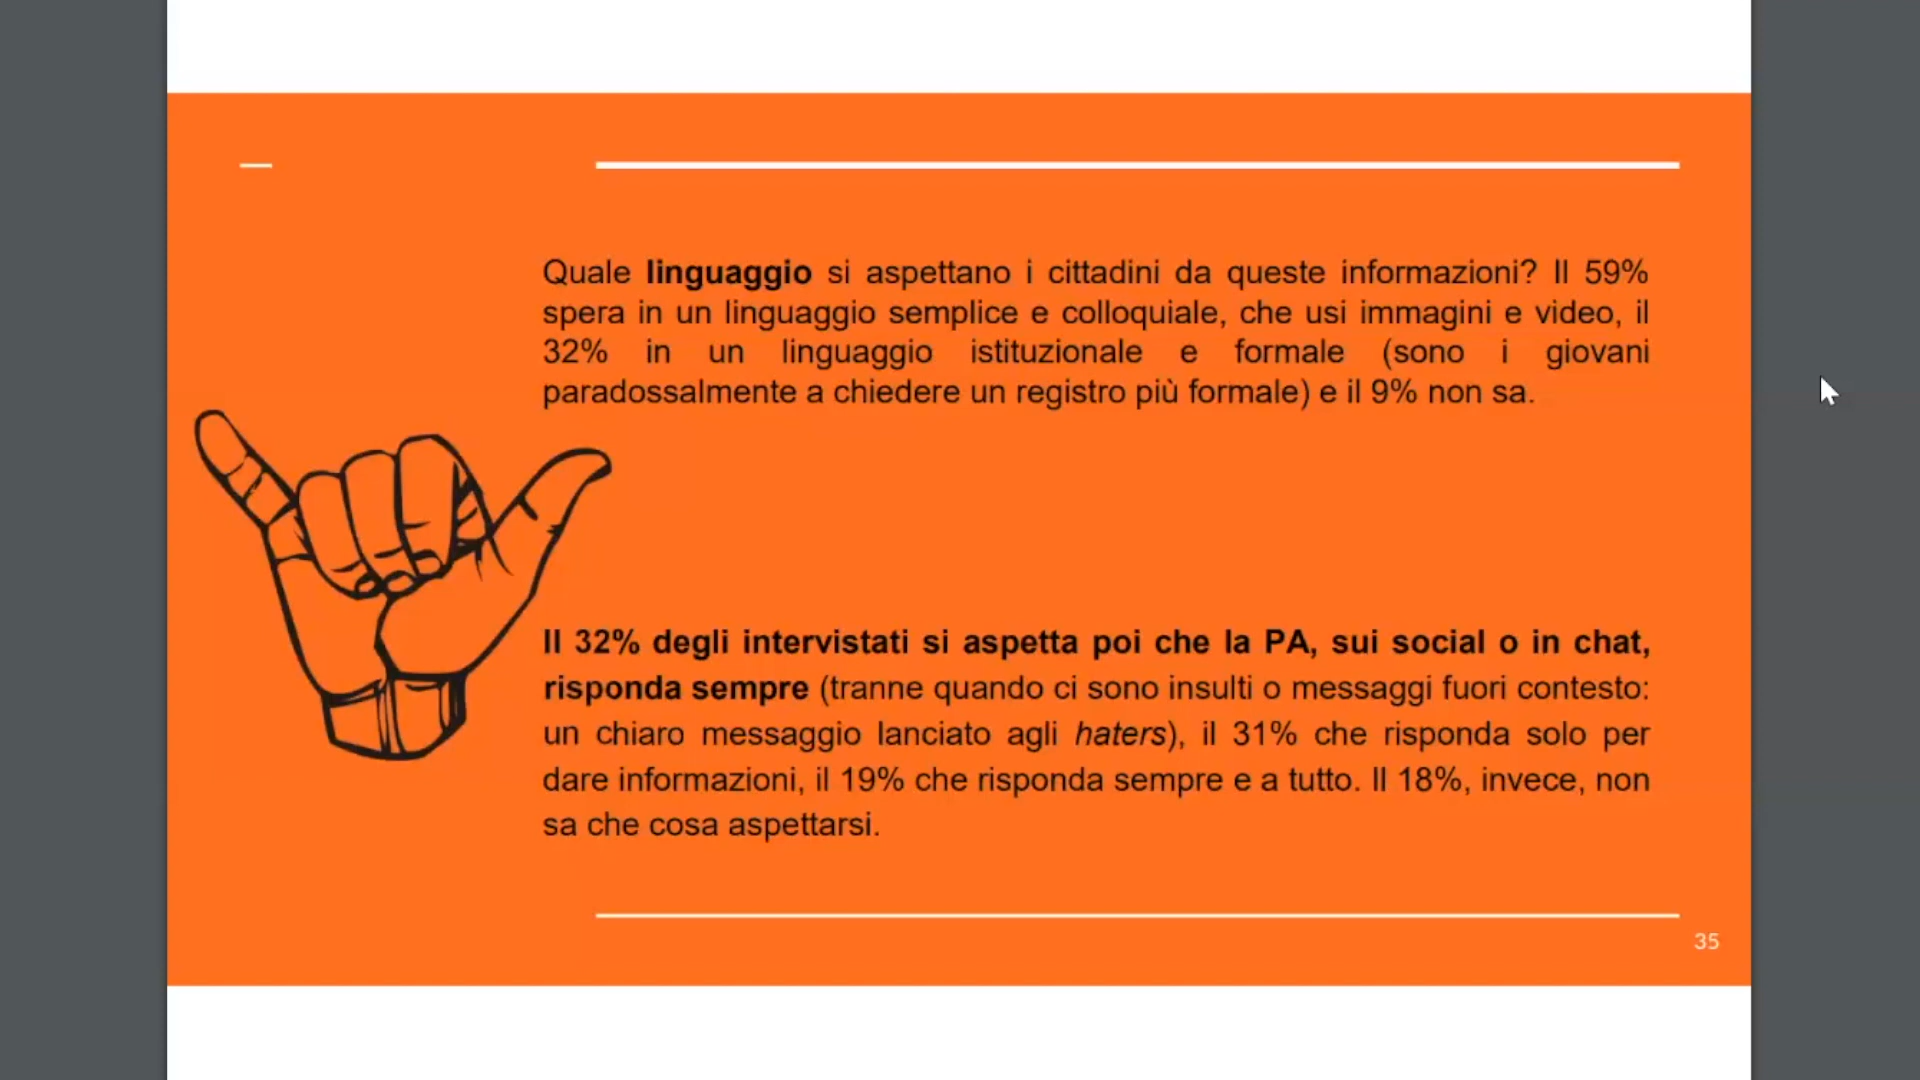 Quale linguaggio si aspettano i cittadini da queste informazioni? Il 59%
spera in un linguaggio semplice e colloquiale, che usi immagini e video, il
32% in un linguaggio istituzionale e formale (sono i giovani
paradossalmente a chiedere un registro più formale) e il 9% non sa.
Il 32% degli intervistati si aspetta poi che la PA, sui social o in chat,
risponda sempre (tranne quando ci sono insulti o messaggi fuori contesto:
un chiaro messaggio lanciato agli haters), il 31% che risponda solo per
dare informazioni, il 19% che risponda sempre e a tutto. Il 18%, invece, non
sa che cosa aspettarsi.
35